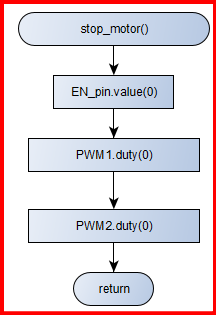 stop_motor()
EN_pin.value(0)
PWM1.duty(0)
PWM2.duty(0)
return